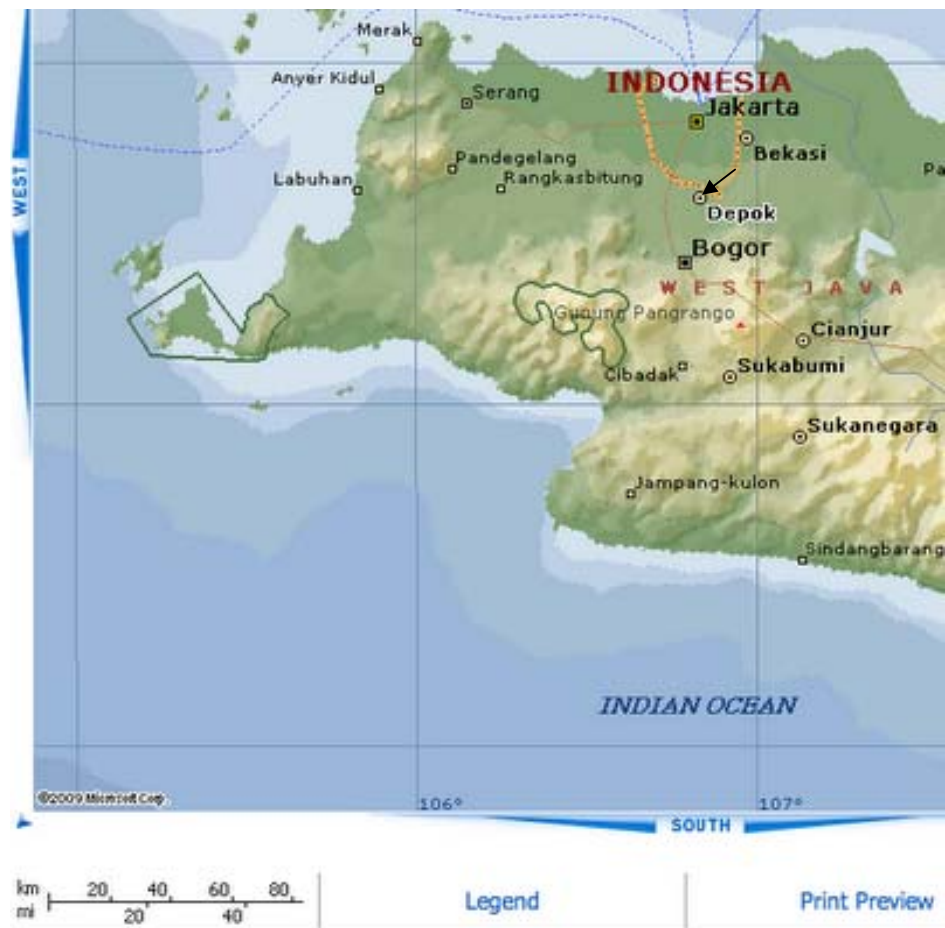 Merak
Anyer Kidul
Serang
INDONESIA
Jakarta
Bekasi
Pandegelang
Rangkasbitung
Labuhan
Pa
WEST
Depok
Bogor
WEST JAVA
Gunung Pangrango
Cianjur
Cibadak
Sukabumi
Sukanegara
Jampang-kulon
Sindangbarang
INDIAN OCEAN
©2009 Microsoft Corp.
106° 107°
SOUTH
km 20 40 60 80
mi 20 40
Legend
Print Preview